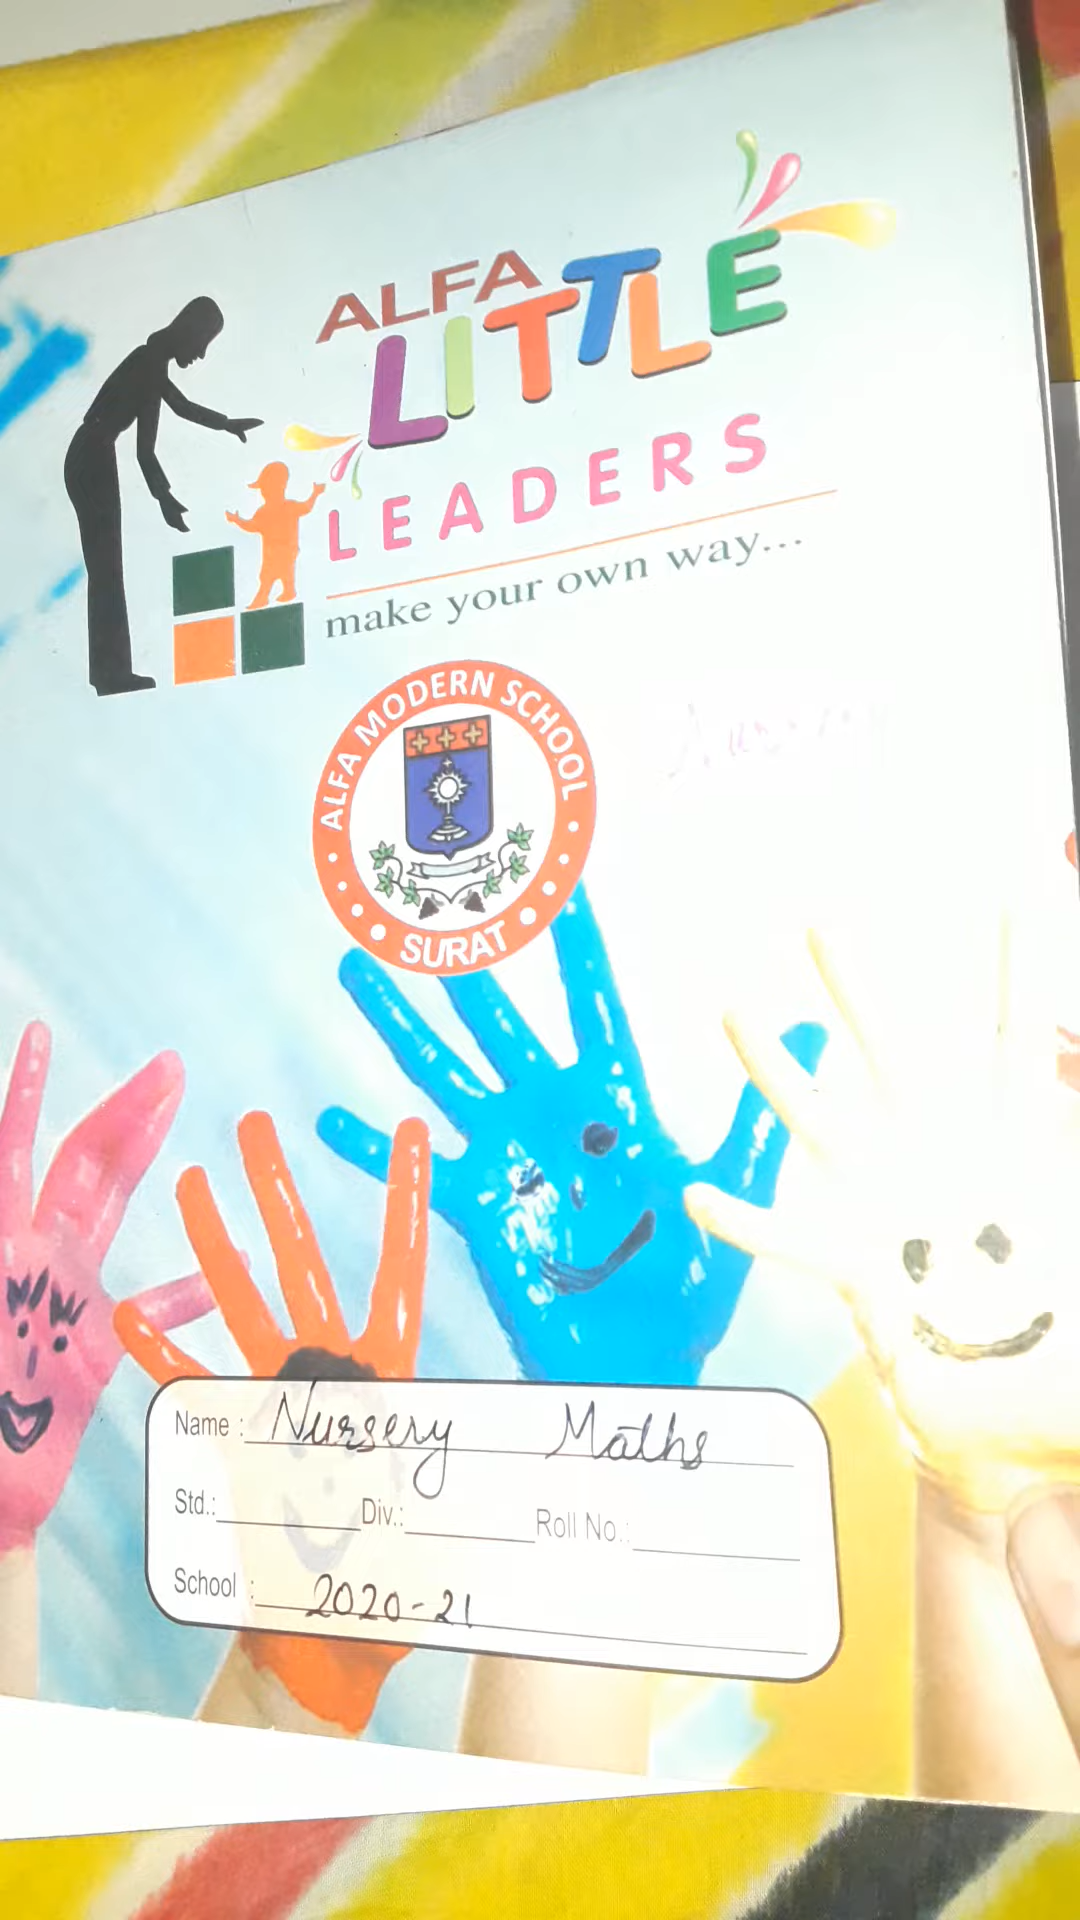 ALFA
LITTLE
LEADERS
make your own way...
ALFA MODERN SCHOOL
SURAT
Nursery
Name : Nursery Maths
Std.: Div.: Roll No.:
School : 2020-21